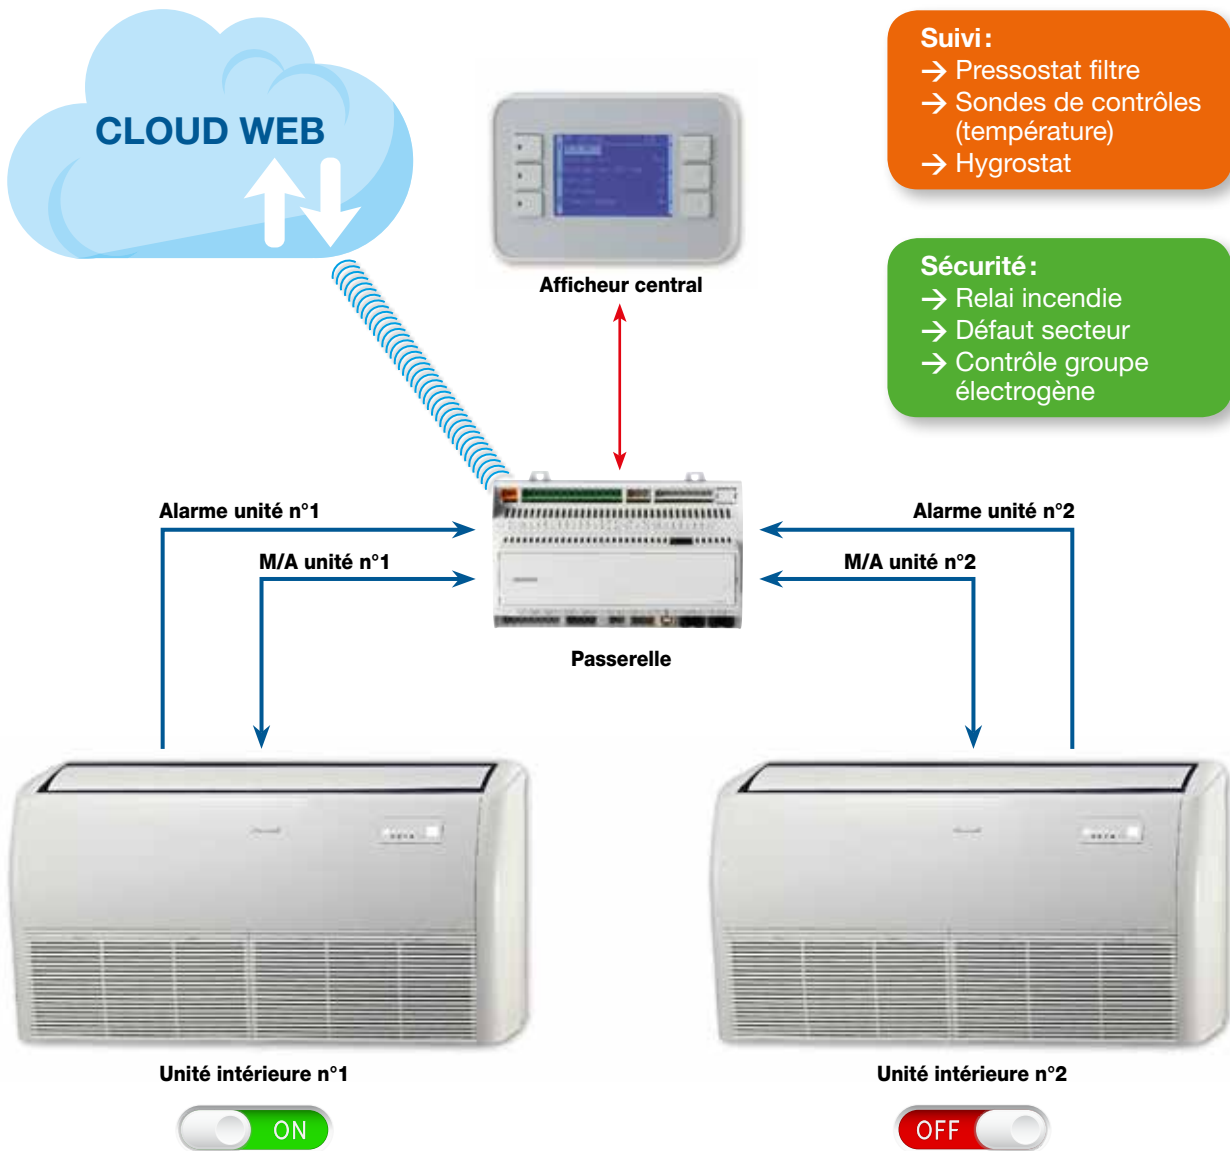 CLOUD WEB
Afficheur central
Suivi :
→ Pressostat filtre
→ Sondes de contrôles
(température)
→ Hygrostat
Sécurité :
→ Relai incendie
→ Défaut secteur
→ Contrôle groupe
électrogène
Alarme unité n°1
M/A unité n°1
Alarme unité n°2
M/A unité n°2
Passerelle
Unité intérieure n°1
Unité intérieure n°2
ON
OFF